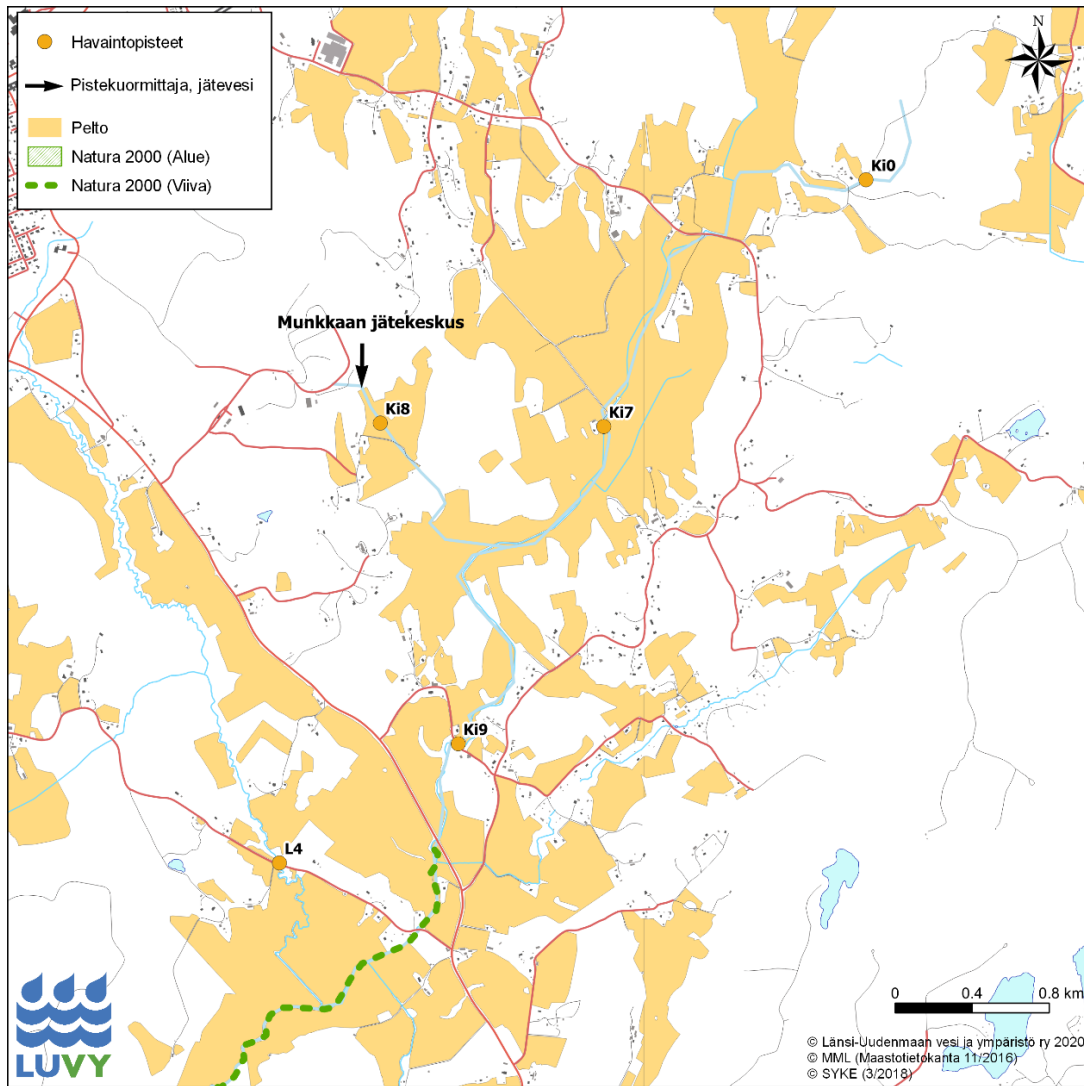 Havaintopisteet
Pistekuormittaja, jätevesi
Pelto
Natura 2000 (Alue)
Natura 2000 (Viiva)
N
Ki0
Munkkaan jätekeskus
Ki8
Ki7
Ki9
L4
0 0.4 0.8 km
LUVY
© Länsi-Uudenmaan vesi ja ympäristö ry 2020
© MML (Maastotietokanta 11/2016)
© SYKE (3/2018)